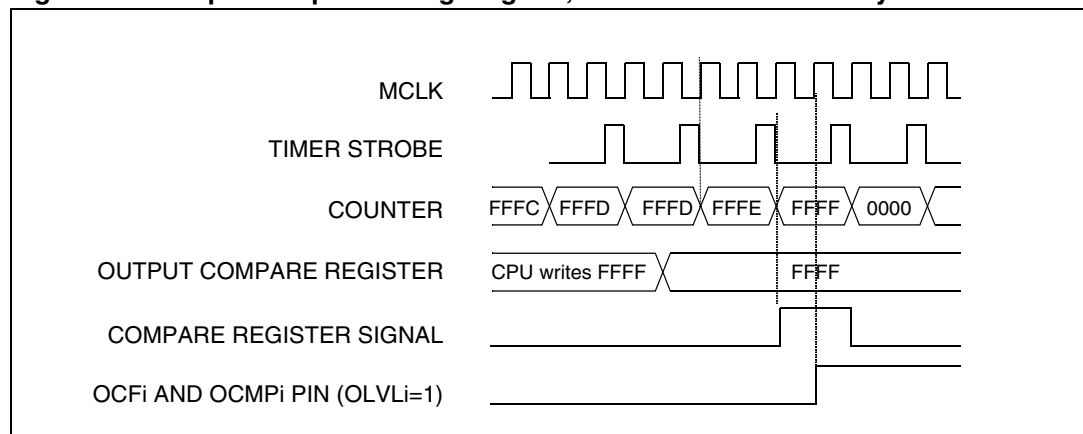 MCLK
TIMER STROBE
COUNTER FFFC FFFD FFFD FFFE FFFF 0000
OUTPUT COMPARE REGISTER CPU writes FFFF FFFF
COMPARE REGISTER SIGNAL
OCFi AND OCMPi PIN (OLVLi=1)